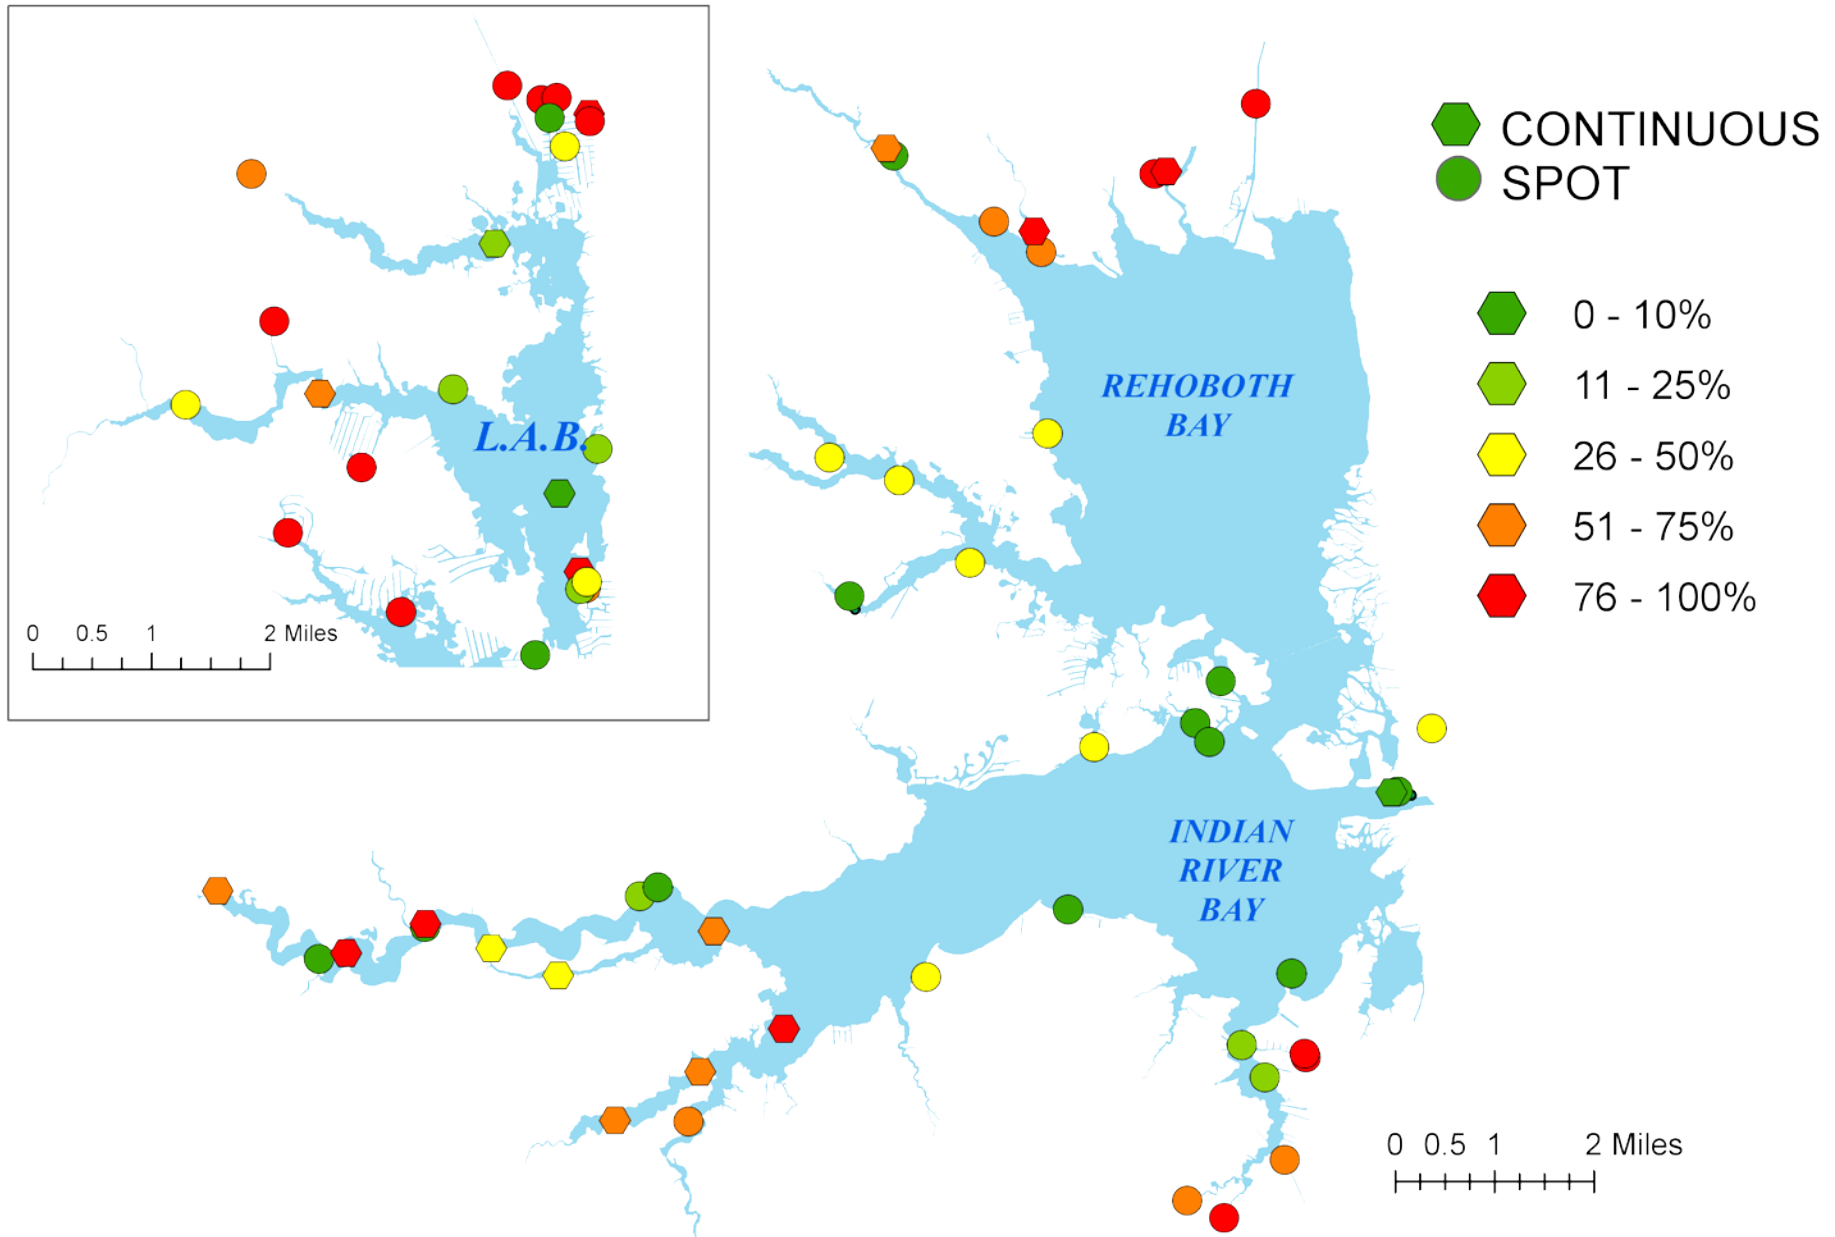 CONTINUOUS
SPOT
0 - 10%
11 - 25%
26 - 50%
51 - 75%
76 - 100%
REHOBOTH
BAY
L.A.B.
0 0.5 1 2 Miles
INDIAN
RIVER
BAY
0 0.5 1 2 Miles